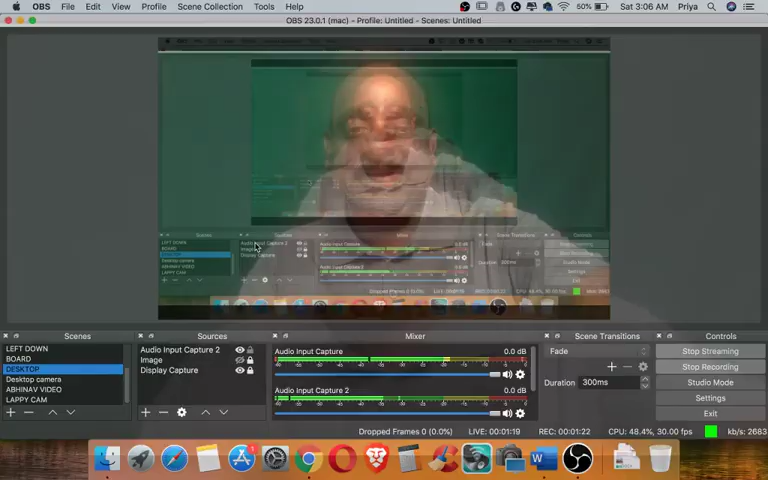 OBS File Edit View Profile Scene Collection Tools Help 50% Sat 3:06 AM Priya
OBS 23.0.1 (mac) - Profile: Untitled - Scenes: Untitled
Scenes Sources Mixer Scene Transitions Controls
LEFT DOWN
BOARD
DESKTOP
Desktop camera
ABHINAV VIDEO
LAPPY CAM
Audio Input Capture 2
Image
Display Capture
Audio Input Capture 0.0 dB
Audio Input Capture 2 0.0 dB
Fade
Duration 300ms
Stop Streaming
Stop Recording
Studio Mode
Settings
Exit
Dropped Frames 0 (0.0%) LIVE: 00:01:19 REC: 00:01:22 CPU: 48.4%, 30.00 fps kb/s: 2683